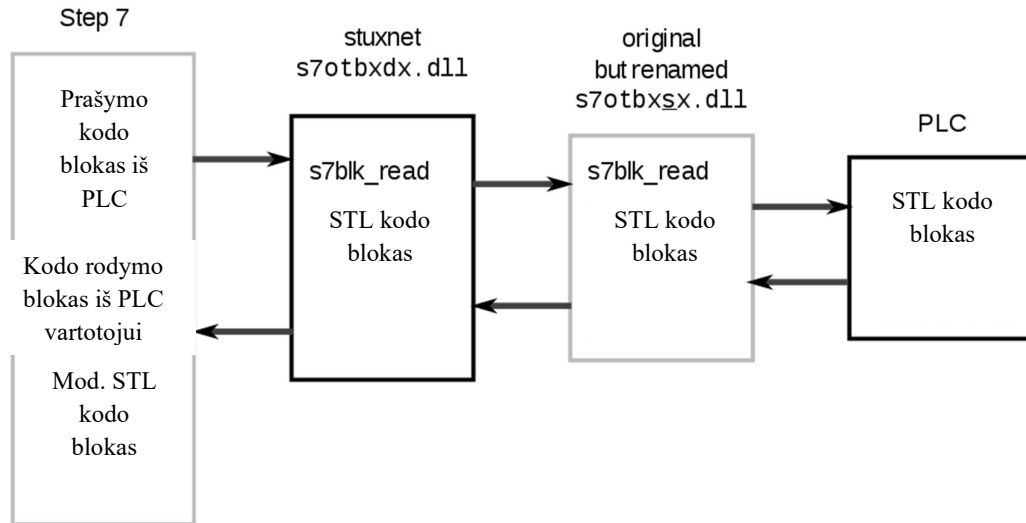 Step 7
Prašymo
kodo
blokas iš
PLC
Kodo rodymo
blokas iš PLC
vartotojui
Mod. STL
kodo
blokas
stuxnet
s7otbxdx.dll
s7blk_read
STL kodo
blokas
original
but renamed
s7otbxsx.dll
s7blk_read
STL kodo
blokas
PLC
STL kodo
blokas